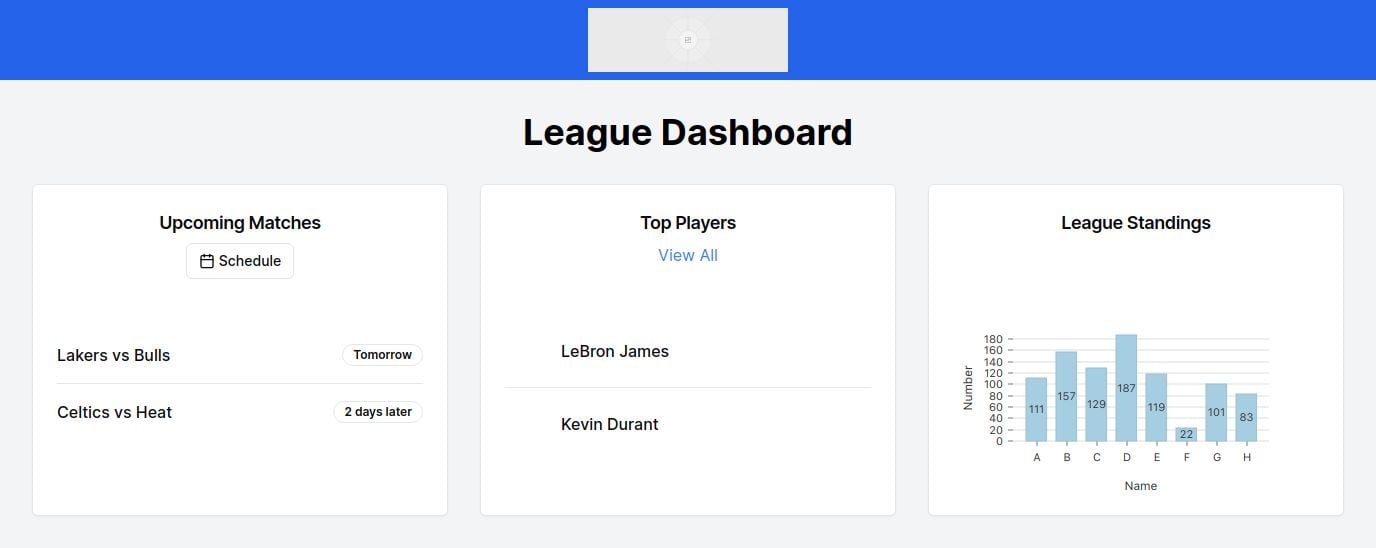 League Dashboard
Upcoming Matches
Schedule
Lakers vs Bulls
Tomorrow
Celtics vs Heat
2 days later
Top Players
View All
LeBron James
Kevin Durant
League Standings
Number
180
160
140
120
100
80
60
40
20
0
111
157
129
187
119
22
101
83
A B C D E F G H
Name